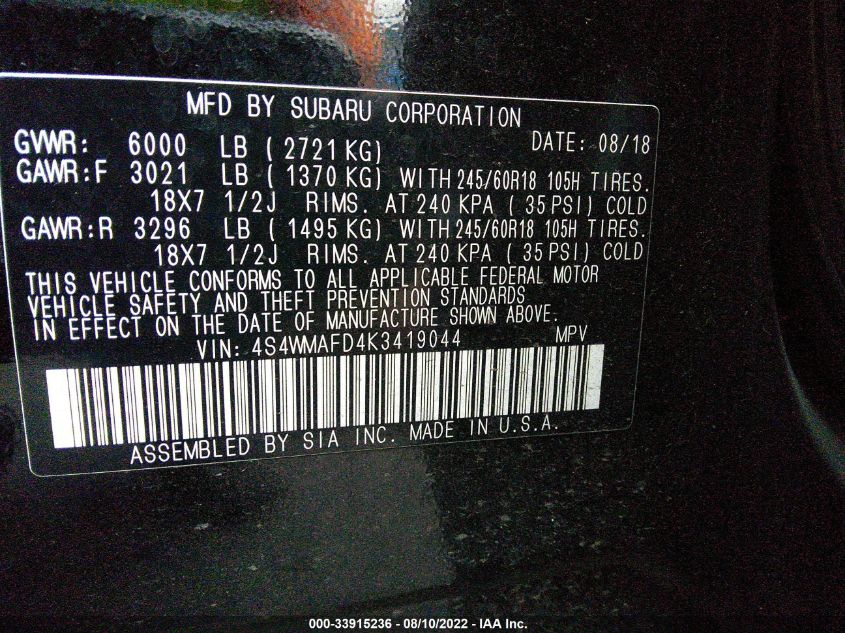 MFD BY SUBARU CORPORATION
GVWR: 6000 LB ( 2721 KG) DATE: 08/18
GAWR:F 3021 LB ( 1370 KG) WITH 245/60R18 105H TIRES.
18X7 1/2J RIMS. AT 240 KPA ( 35 PSI) COLD
GAWR:R 3296 LB ( 1495 KG) WITH 245/60R18 105H TIRES.
18X7 1/2J RIMS. AT 240 KPA ( 35 PSI) COLD
THIS VEHICLE CONFORMS TO ALL APPLICABLE FEDERAL MOTOR
VEHICLE SAFETY AND THEFT PREVENTION STANDARDS
IN EFFECT ON THE DATE OF MANUFACTURE SHOWN ABOVE.
VIN: 4S4WMAFD4K3419044 MPV
ASSEMBLED BY SIA INC. MADE IN U.S.A.
000-33915236 - 08/10/2022 - IAA Inc.